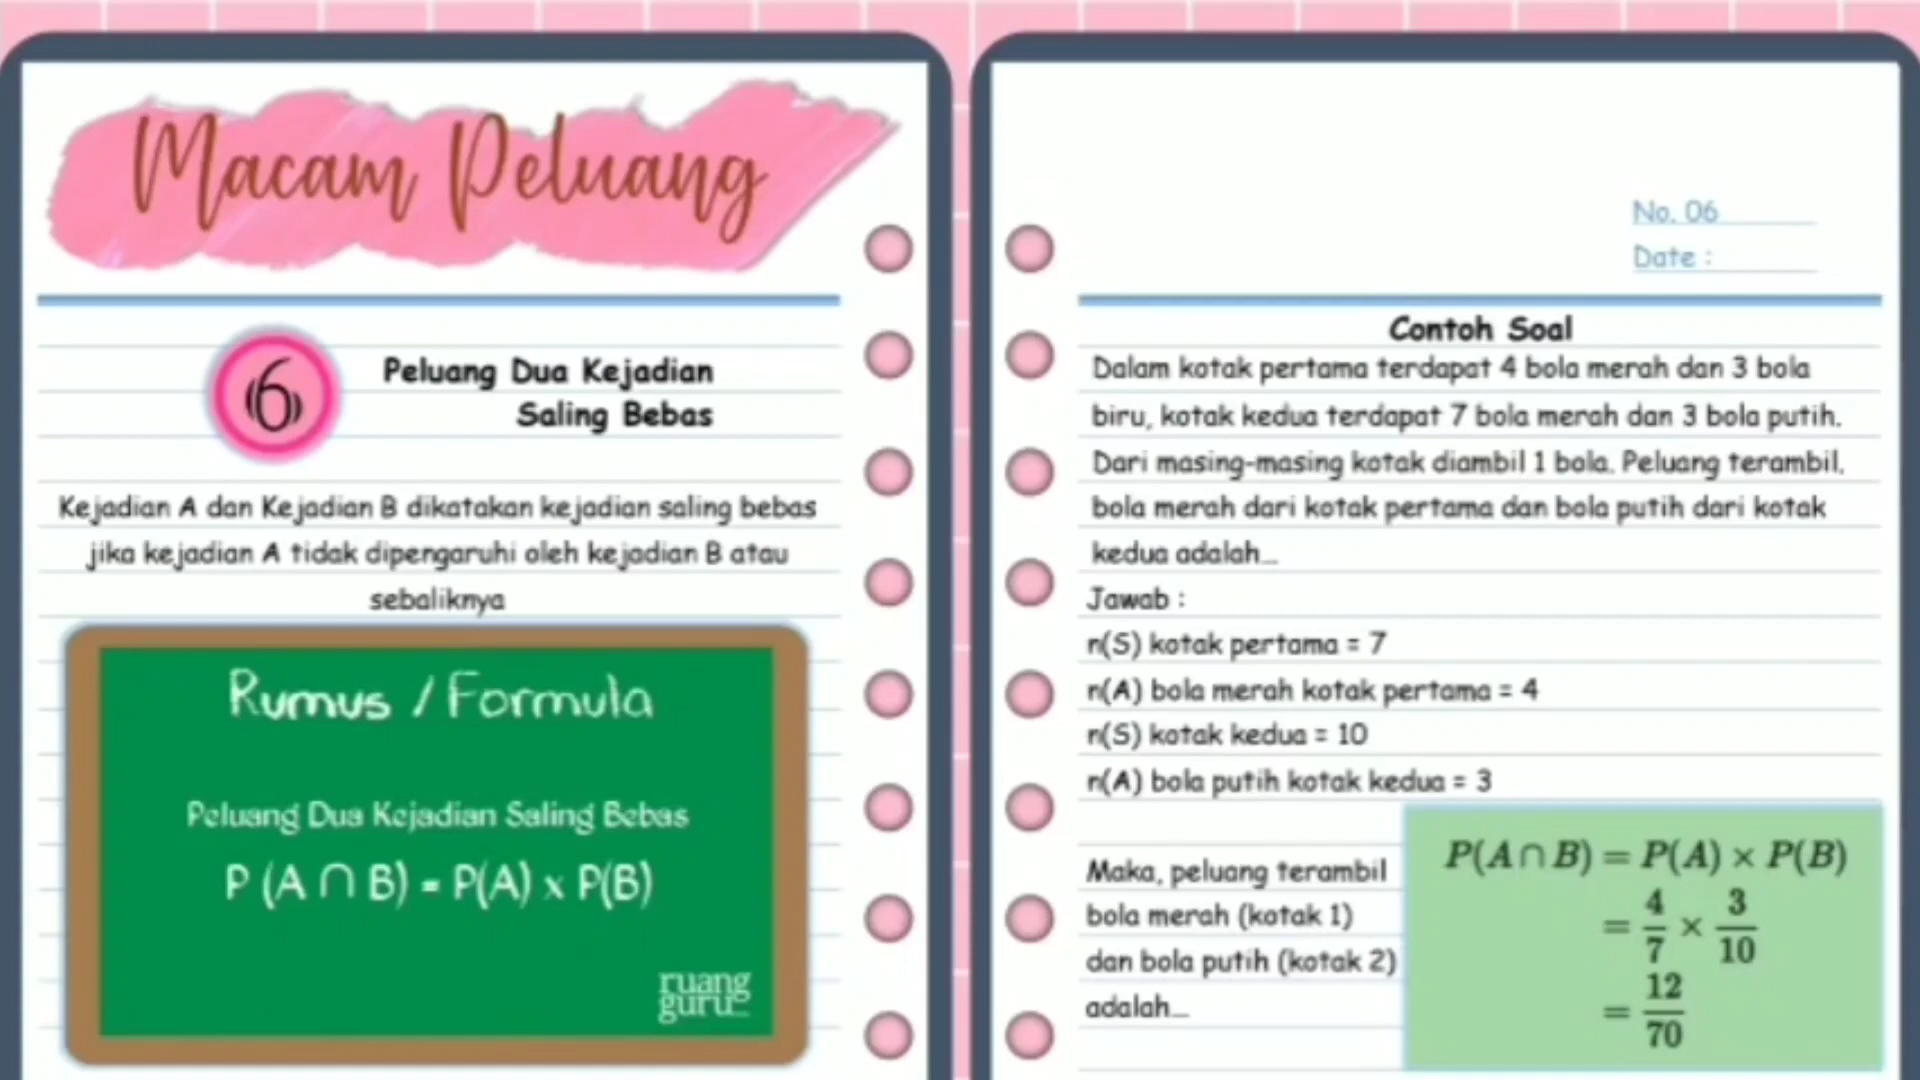 Macam Peluang
6
Peluang Dua Kejadian
Saling Bebas
Kejadian A dan Kejadian B dikatakan kejadian saling bebas
jika kejadian A tidak dipengaruhi oleh kejadian B atau
sebaliknya
Rumus / Formula
Peluang Dua Kejadian Saling Bebas
P (A ∩ B) = P(A) x P(B)
ruang
guru
No. 06
Date :
Contoh Soal
Dalam kotak pertama terdapat 4 bola merah dan 3 bola
biru, kotak kedua terdapat 7 bola merah dan 3 bola putih.
Dari masing-masing kotak diambil 1 bola. Peluang terambil.
bola merah dari kotak pertama dan bola putih dari kotak
kedua adalah...
Jawab :
n(S) kotak pertama = 7
n(A) bola merah kotak pertama = 4
n(S) kotak kedua = 10
n(A) bola putih kotak kedua = 3
Maka, peluang terambil
bola merah (kotak 1)
dan bola putih (kotak 2)
adalah...
P(A ∩ B) = P(A) × P(B)
= 4/7 × 3/10
= 12/70